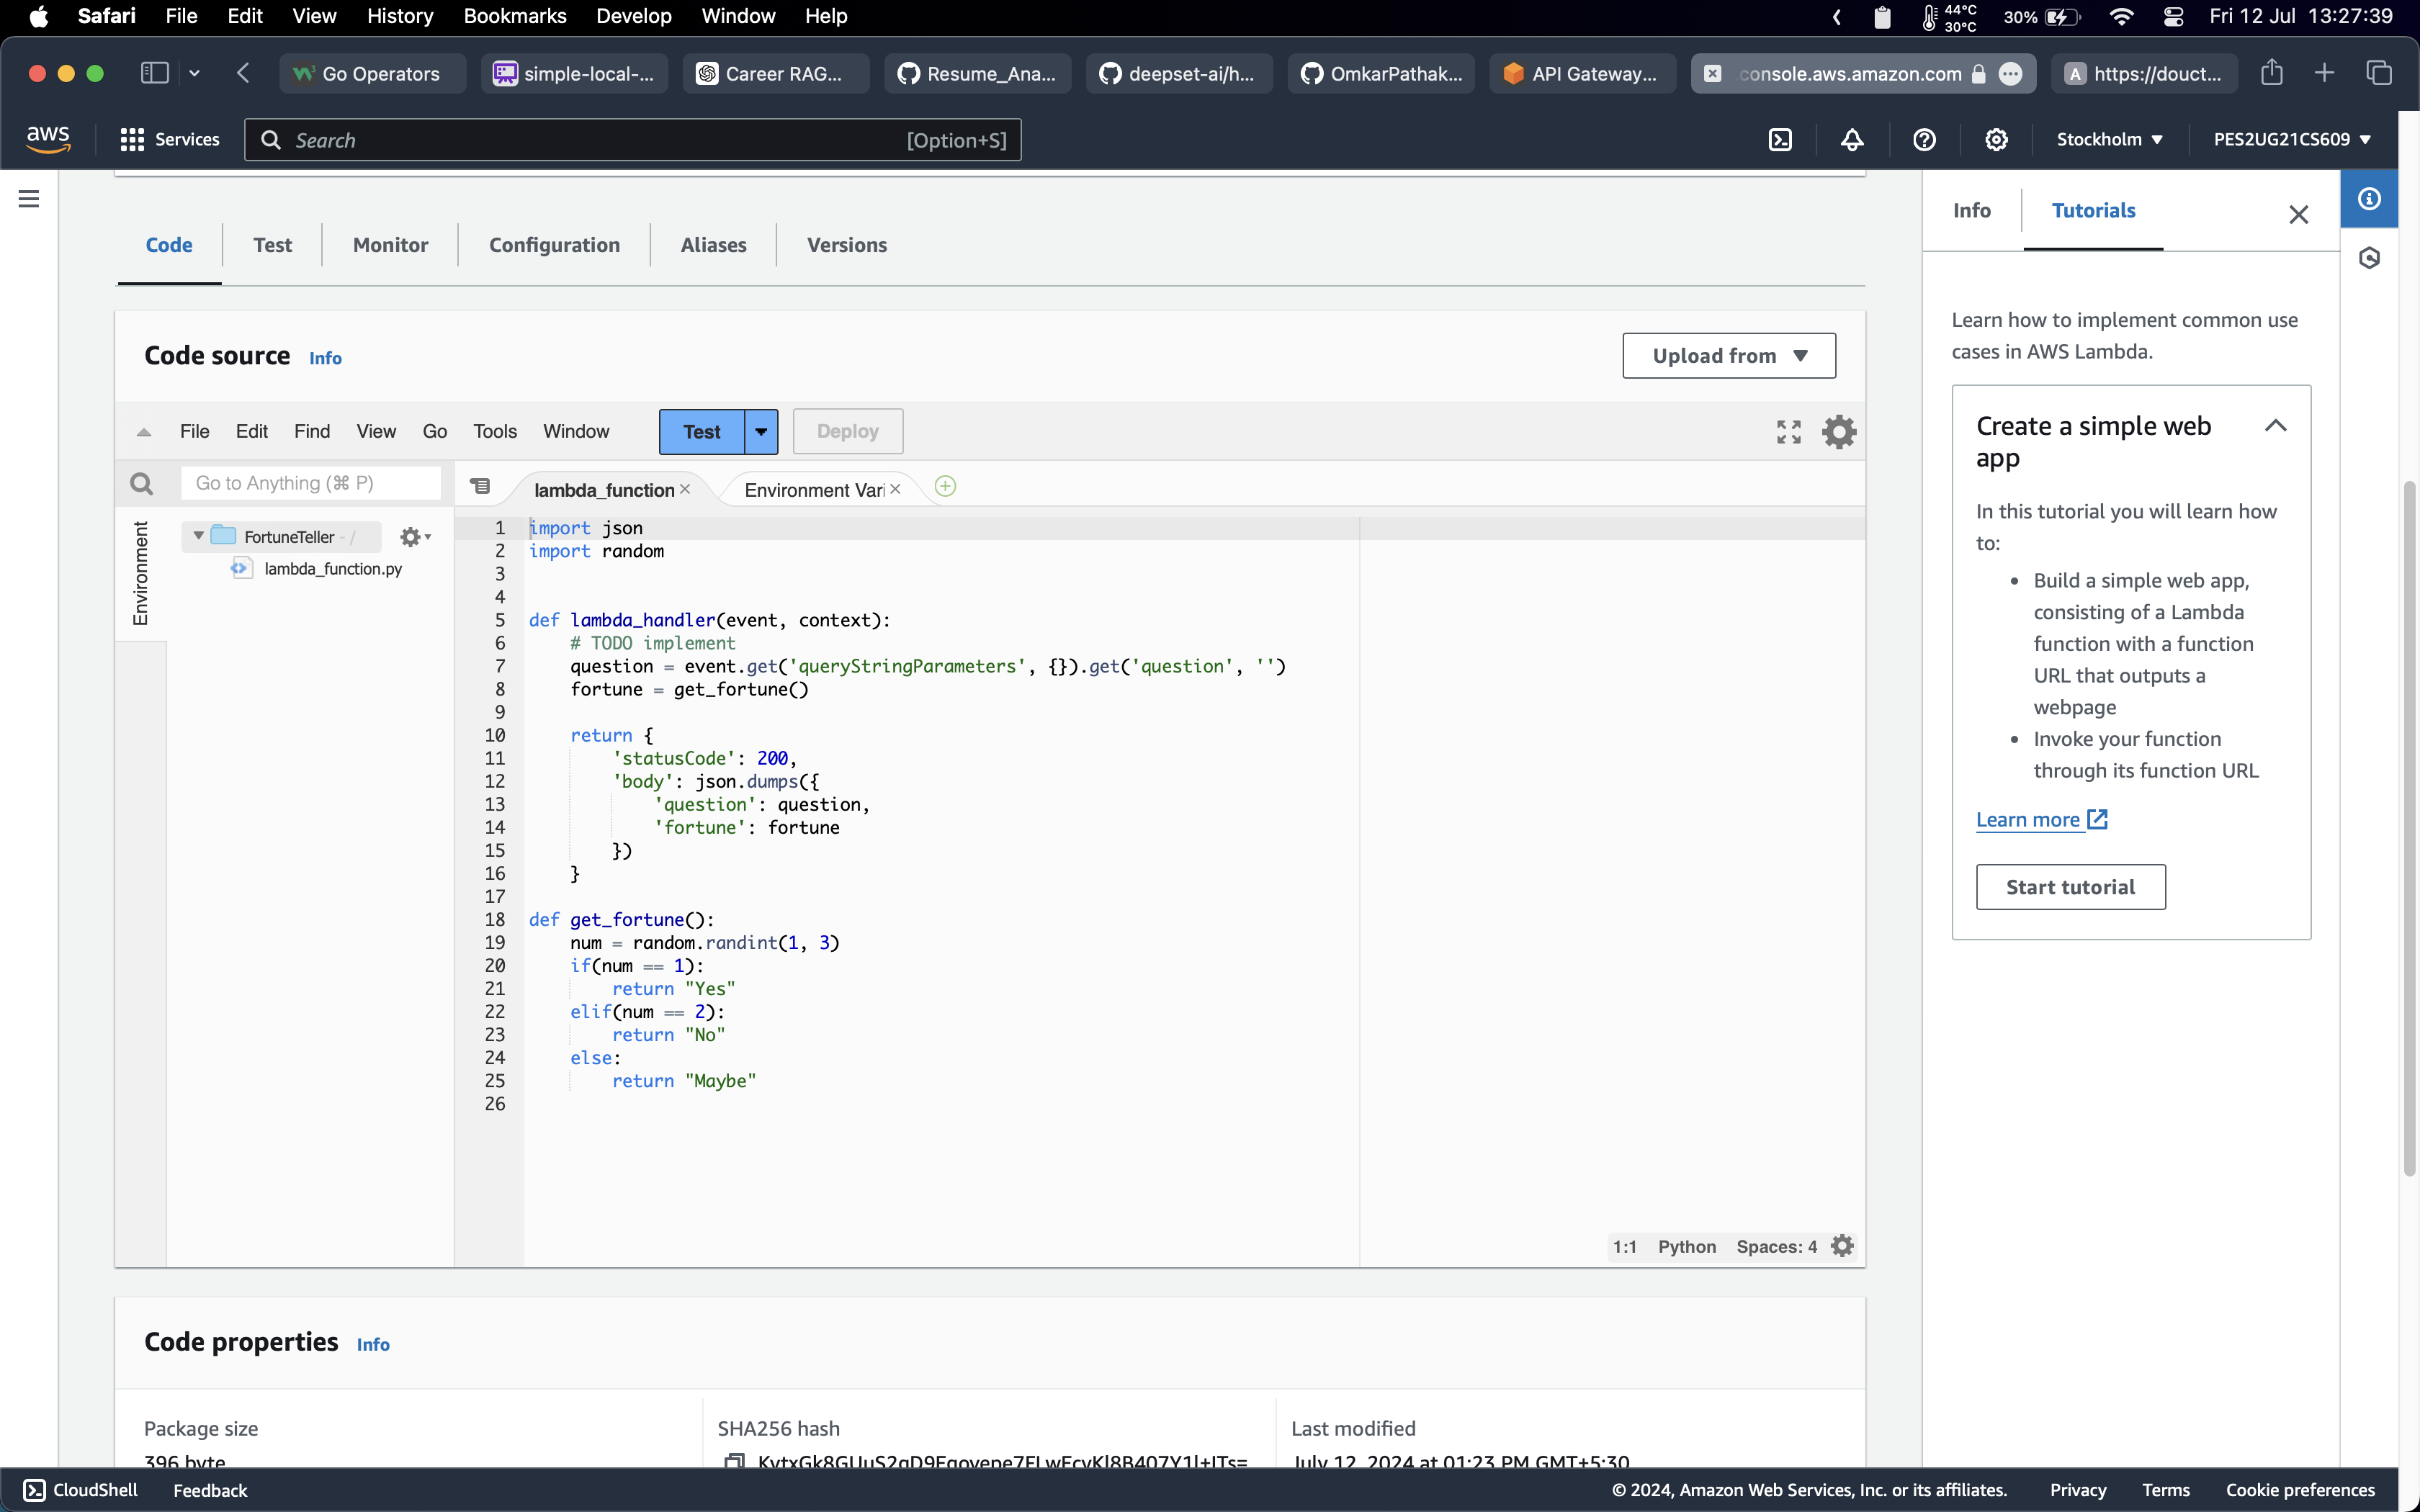 Safari File Edit View History Bookmarks Develop Window Help 44°C 30°C 30% Fri 12 Jul 13:27:39
Go Operators simple-local-... Career RAG... Resume_Ana... deepset-ai/h... OmkarPathak... API Gateway... console.aws.amazon.com https://douct...
aws Services Search [Option+S] Stockholm PES2UG21CS609
Code Test Monitor Configuration Aliases Versions
Code source Info Upload from
File Edit Find View Go Tools Window Test Deploy
Go to Anything (⌘ P) lambda_function Environment Vari
Environment
FortuneTeller - /
lambda_function.py
1 import json
2 import random
3
4
5 def lambda_handler(event, context):
6 # TODO implement
7 question = event.get('queryStringParameters', {}).get('question', '')
8 fortune = get_fortune()
9
10 return {
11 'statusCode': 200,
12 'body': json.dumps({
13 'question': question,
14 'fortune': fortune
15 })
16 }
17
18 def get_fortune():
19 num = random.randint(1, 3)
20 if(num == 1):
21 return "Yes"
22 elif(num == 2):
23 return "No"
24 else:
25 return "Maybe"
26
1:1 Python Spaces: 4
Code properties Info
Package size SHA256 hash Last modified
396 byte July 12, 2024 at 01:23 PM GMT+5:30
Info Tutorials
Learn how to implement common use
cases in AWS Lambda.
Create a simple web
app
In this tutorial you will learn how
to:
• Build a simple web app,
consisting of a Lambda
function with a function
URL that outputs a
webpage
• Invoke your function
through its function URL
Learn more
Start tutorial
CloudShell Feedback © 2024, Amazon Web Services, Inc. or its affiliates. Privacy Terms Cookie preferences